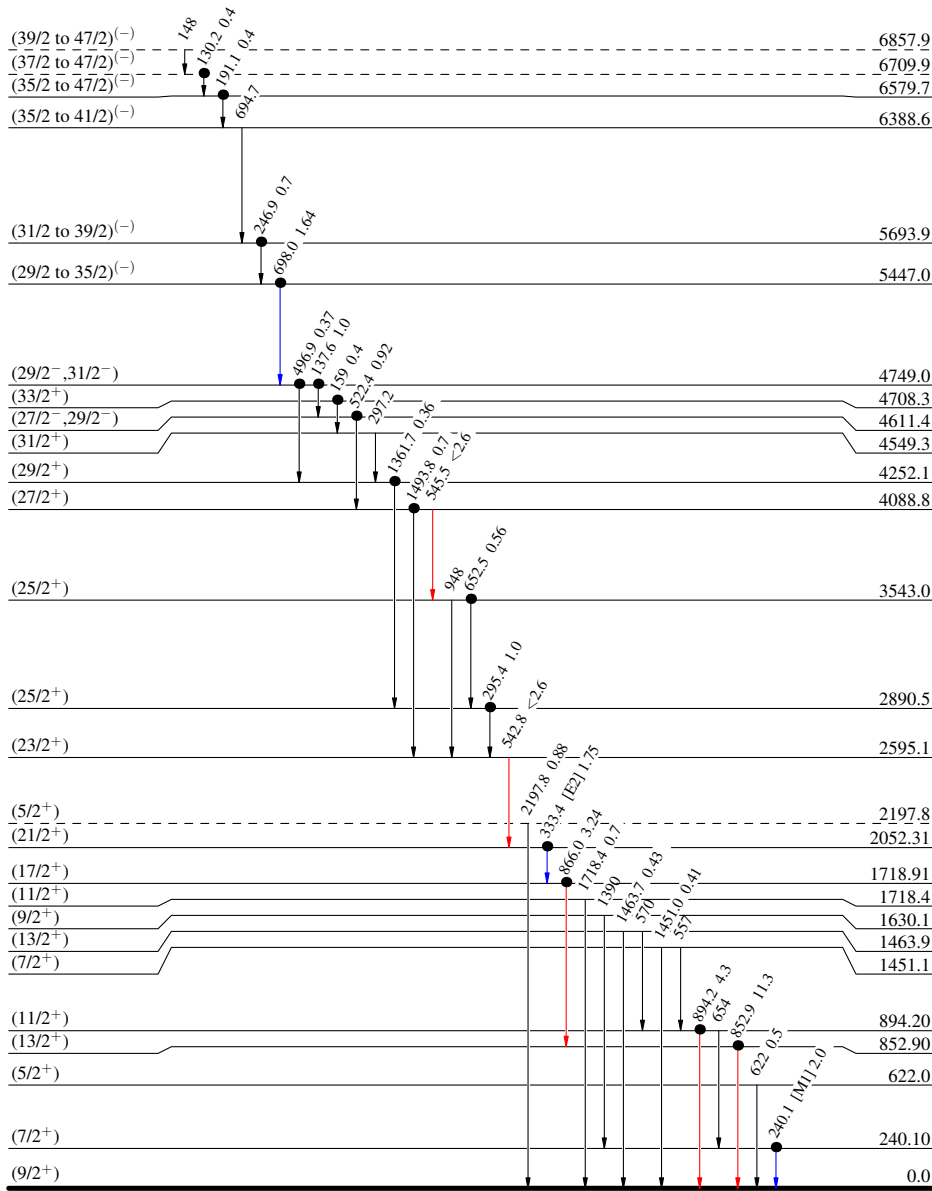 (39/2 to 47/2)(−) 148 6857.9
(37/2 to 47/2)(−) 130.2 0.4 6709.9
(35/2 to 47/2)(−) 191.1 0.4 6579.7
(35/2 to 41/2)(−) 694.7 6388.6
(31/2 to 39/2)(−) 246.9 0.7 5693.9
(29/2 to 35/2)(−) 698.0 1.64 5447.0
(29/2−,31/2−) 496.9 0.37 137.6 1.0 4749.0
(33/2+) 159 0.4 4708.3
(27/2−,29/2−) 522.4 0.92 4611.4
(31/2+) 297.2 4549.3
(29/2+) 1361.7 0.36 4252.1
(27/2+) 1493.8 0.7 545.5 <2.6 4088.8
(25/2+) 948 652.5 0.56 3543.0
(25/2+) 295.4 1.0 2890.5
(23/2+) 542.8 <2.6 2595.1
(5/2+) 2197.8 0.88 2197.8
(21/2+) 333.4 [E2] 1.75 2052.31
(17/2+) 866.0 3.24 1718.91
(11/2+) 1718.4 0.7 1718.4
(9/2+) 1390 1630.1
(13/2+) 1463.7 0.43 570 1463.9
(7/2+) 1451.0 0.41 557 1451.1
(11/2+) 894.2 4.3 654 894.20
(13/2+) 852.9 11.3 852.90
(5/2+) 622 0.5 622.0
(7/2+) 240.1 [M1] 2.0 240.10
(9/2+) 0.0